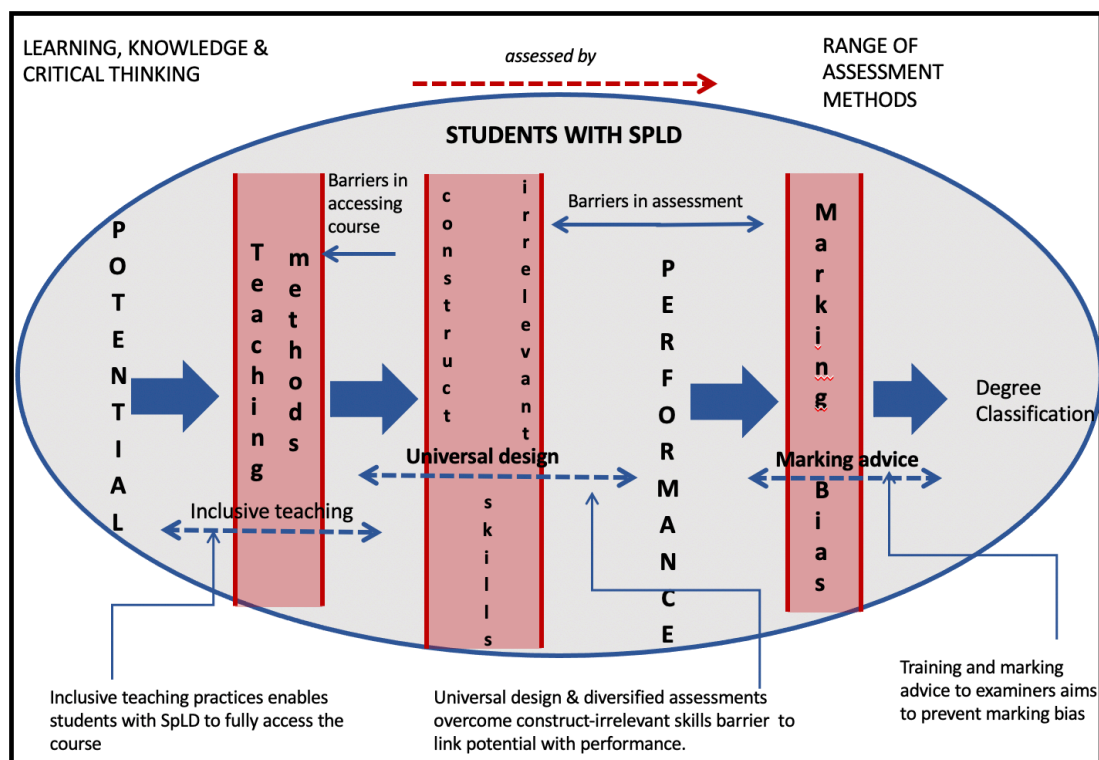 LEARNING, KNOWLEDGE &
CRITICAL THINKING
assessed by
RANGE OF
ASSESSMENT
METHODS
STUDENTS WITH SPLD
POTENTIAL
Teaching
methods
Barriers in
accessing
course
construct
irrelevant
skills
Barriers in assessment
PERFORMANCE
Marking
Bias
Degree
Classification
Universal design
Marking advice
Inclusive teaching
Inclusive teaching practices enables
students with SpLD to fully access the
course
Universal design & diversified assessments
overcome construct-irrelevant skills barrier to
link potential with performance.
Training and marking
advice to examiners aims
to prevent marking bias